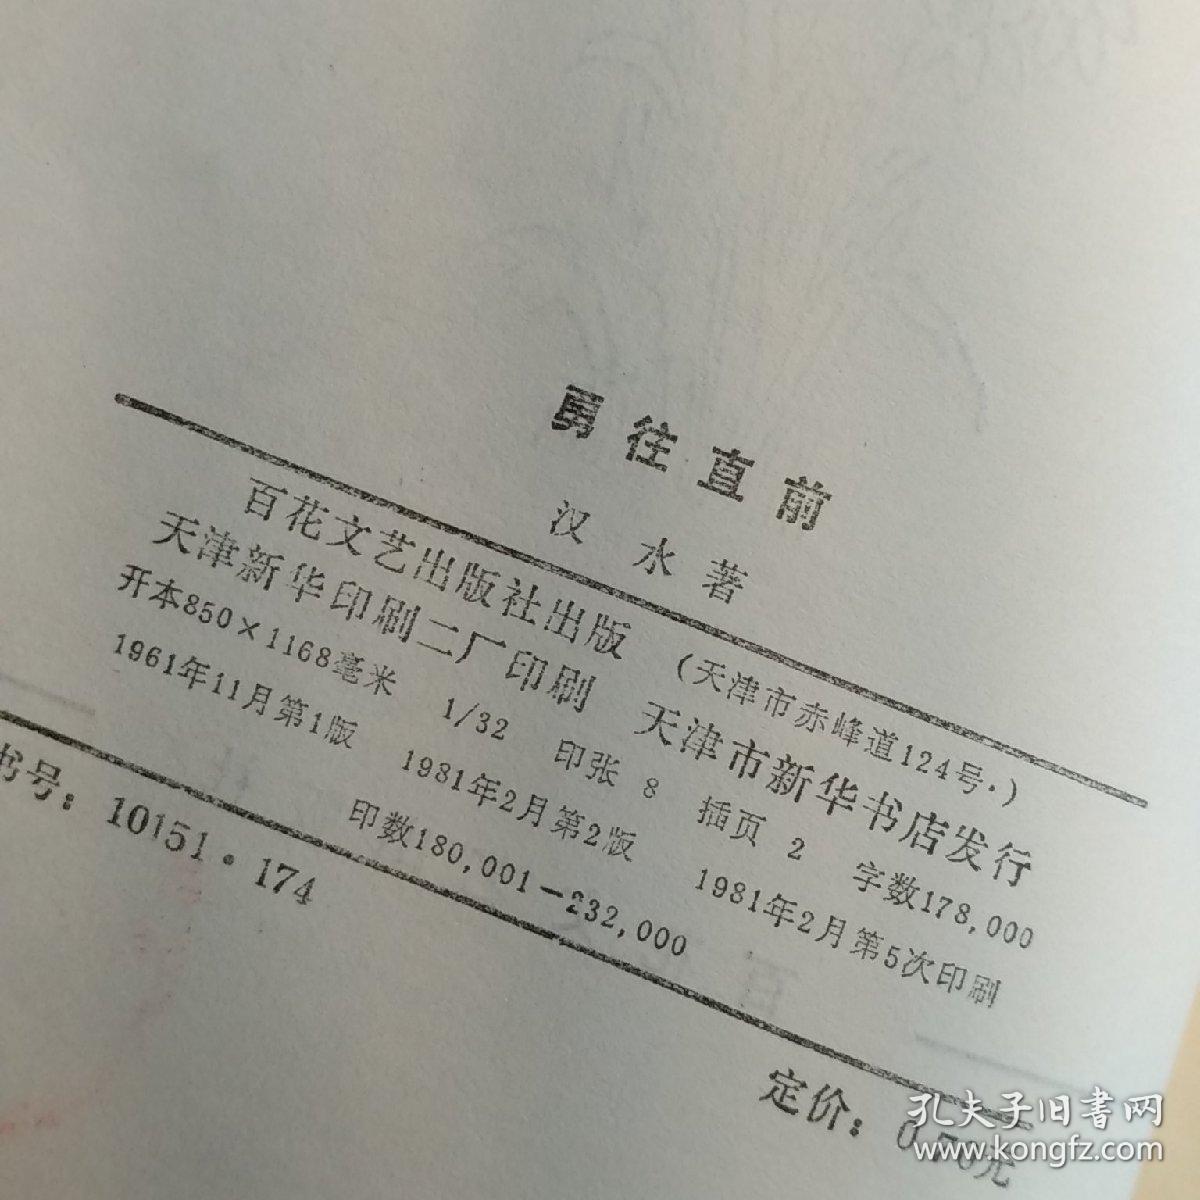 勇往直前
汉水著
百花文艺出版社出版 (天津市赤峰道124号·)
天津新华印刷二厂印刷 天津市新华书店发行
开本850×1168毫米 1/32 印张 8 插页 2 字数178,000
1961年11月第1版 1981年2月第2版 1981年2月第5次印刷
印数180,001—232,000
书号：10151·174
定价：
孔夫子旧书网
www.kongfz.com